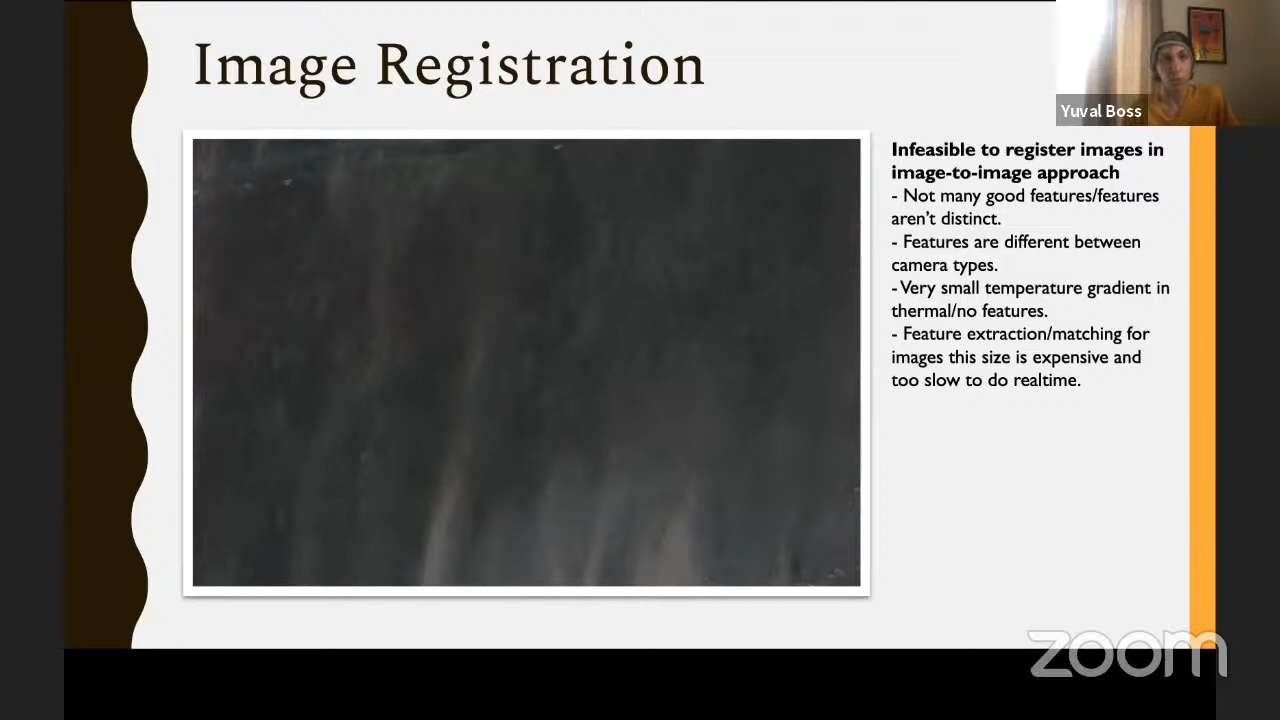 Image Registration
Yuval Boss
Infeasible to register images in
image-to-image approach
- Not many good features/features
aren’t distinct.
- Features are different between
camera types.
- Very small temperature gradient in
thermal/no features.
- Feature extraction/matching for
images this size is expensive and
too slow to do realtime.
zoom